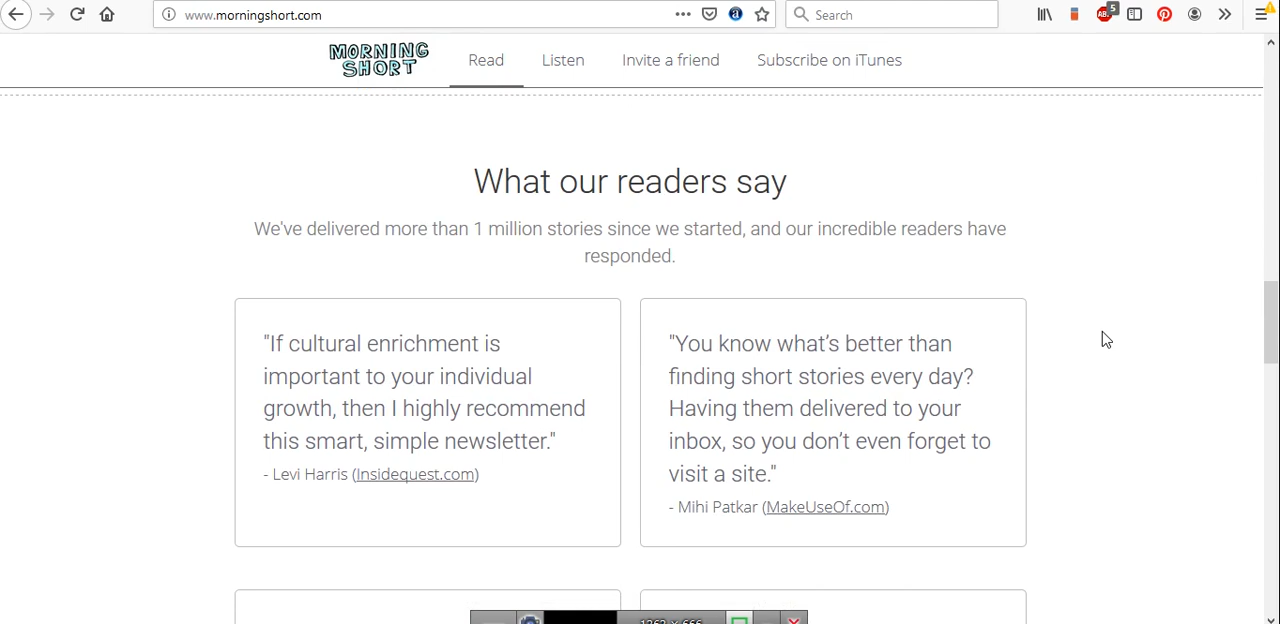 www.morningshort.com
Search
ABP
5
MORNING
SHORT
Read
Listen
Invite a friend
Subscribe on iTunes
What our readers say
We've delivered more than 1 million stories since we started, and our incredible readers have
responded.
"If cultural enrichment is
important to your individual
growth, then I highly recommend
this smart, simple newsletter."
- Levi Harris (Insidequest.com)
"You know what’s better than
finding short stories every day?
Having them delivered to your
inbox, so you don’t even forget to
visit a site."
- Mihi Patkar (MakeUseOf.com)